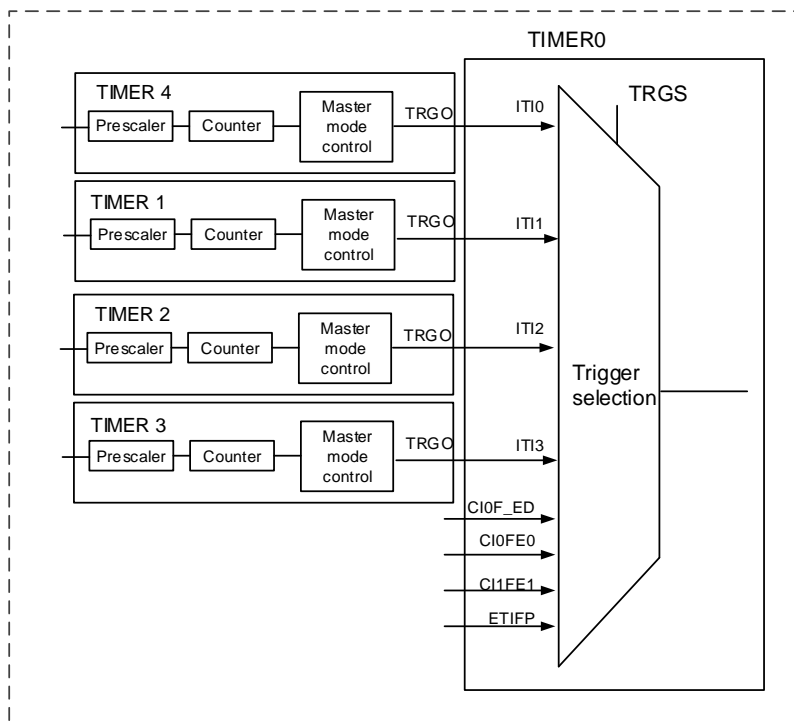 TIMER0
TIMER 4
Prescaler
Counter
Master
mode
control
TRGO
ITI0
TRGS
TIMER 1
Prescaler
Counter
Master
mode
control
TRGO
ITI1
TIMER 2
Prescaler
Counter
Master
mode
control
TRGO
ITI2
Trigger
selection
TIMER 3
Prescaler
Counter
Master
mode
control
TRGO
ITI3
CI0F_ED
CI0FE0
CI1FE1
ETIFP